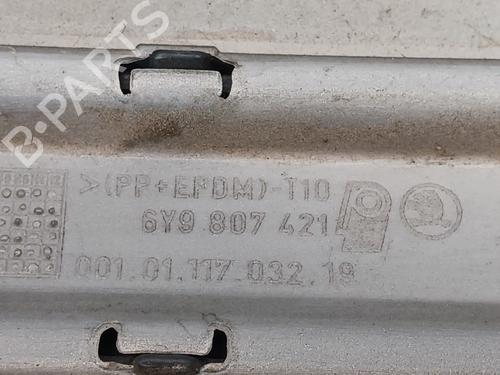 B-PARTS
>(PP+EPDM)-T10
6Y9 807 421
001.01.117.032.19